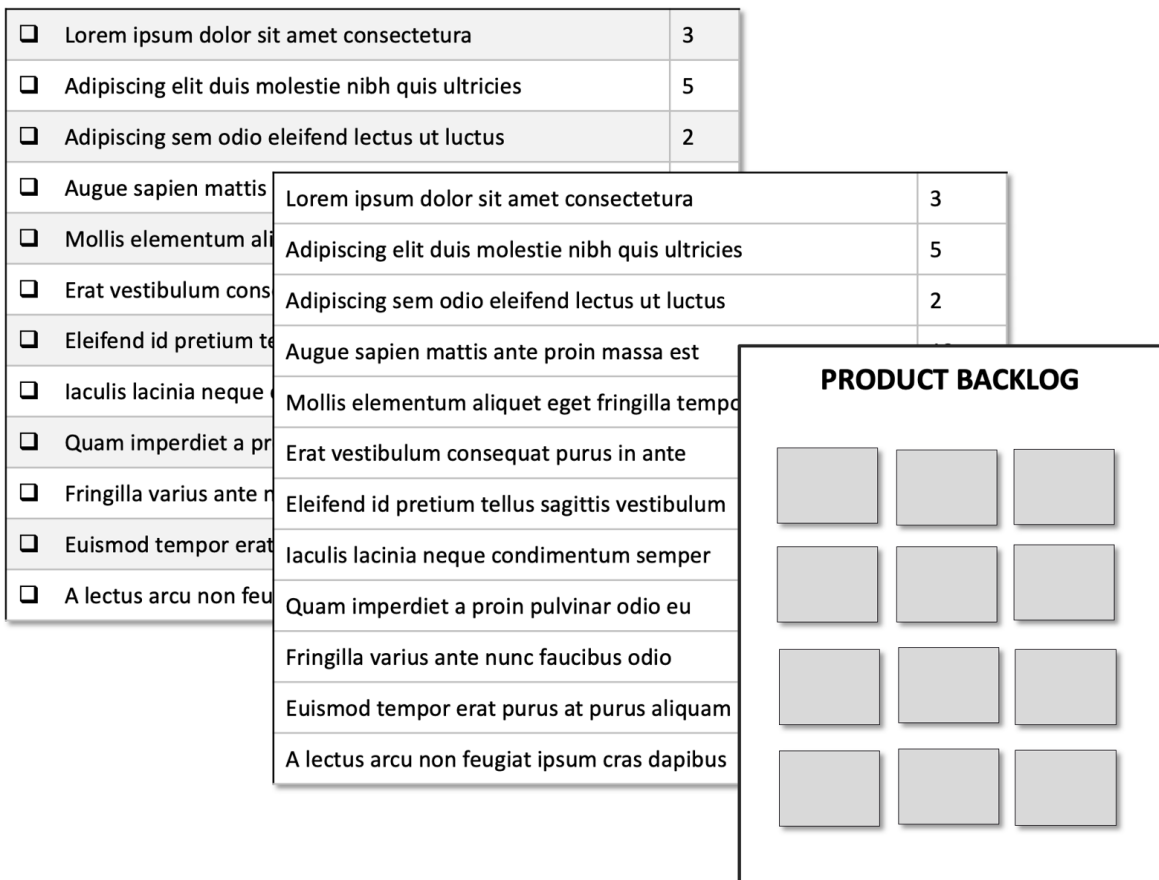 ❑ Lorem ipsum dolor sit amet consectetura 3
❑ Adipiscing elit duis molestie nibh quis ultricies 5
❑ Adipiscing sem odio eleifend lectus ut luctus 2
❑ Augue sapien mattis
❑ Mollis elementum
❑ Erat vestibulum
❑ Eleifend id pretium
❑ Iaculis lacinia neque
❑ Quam imperdiet a
❑ Fringilla varius ante
❑ Euismod tempor erat
❑ A lectus arcu non
Lorem ipsum dolor sit amet consectetura 3
Adipiscing elit duis molestie nibh quis ultricies 5
Adipiscing sem odio eleifend lectus ut luctus 2
Augue sapien mattis ante proin massa est
Mollis elementum aliquet eget fringilla
Erat vestibulum consequat purus in ante
Eleifend id pretium tellus sagittis vestibulum
Iaculis lacinia neque condimentum semper
Quam imperdiet a proin pulvinar odio eu
Fringilla varius ante nunc faucibus odio
Euismod tempor erat purus at purus aliquam
A lectus arcu non feugiat ipsum cras dapibus
PRODUCT BACKLOG